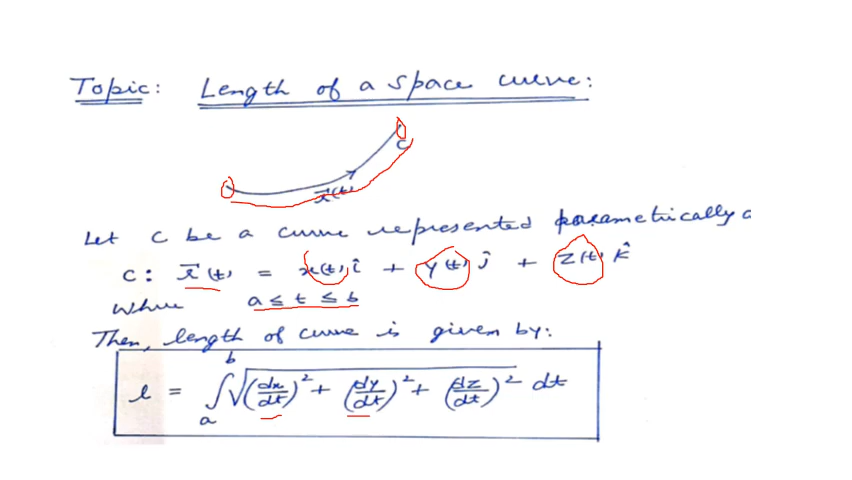 Topic: Length of a space curve:
C
r⃗(t)
Let C be a curve represented parametrically a
C: r⃗(t) = x(t) î + y(t) ĵ + z(t) k̂
where a ≤ t ≤ b
Then, length of curve is given by:
l = ∫ₐᵇ √((dx/dt)² + (dy/dt)² + (dz/dt)²) dt